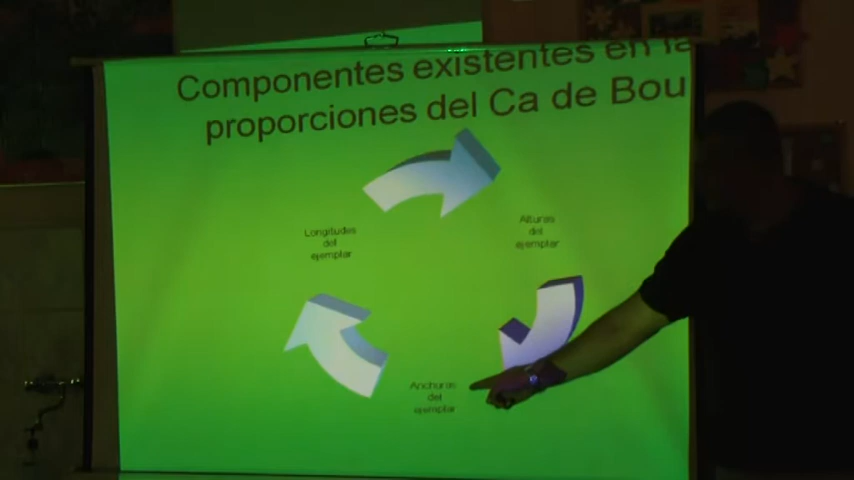 Componentes existentes en la
proporciones del Ca de Bou
Longitudes
del
ejemplar
Alturas
del
ejemplar
Anchuras
del
ejemplar